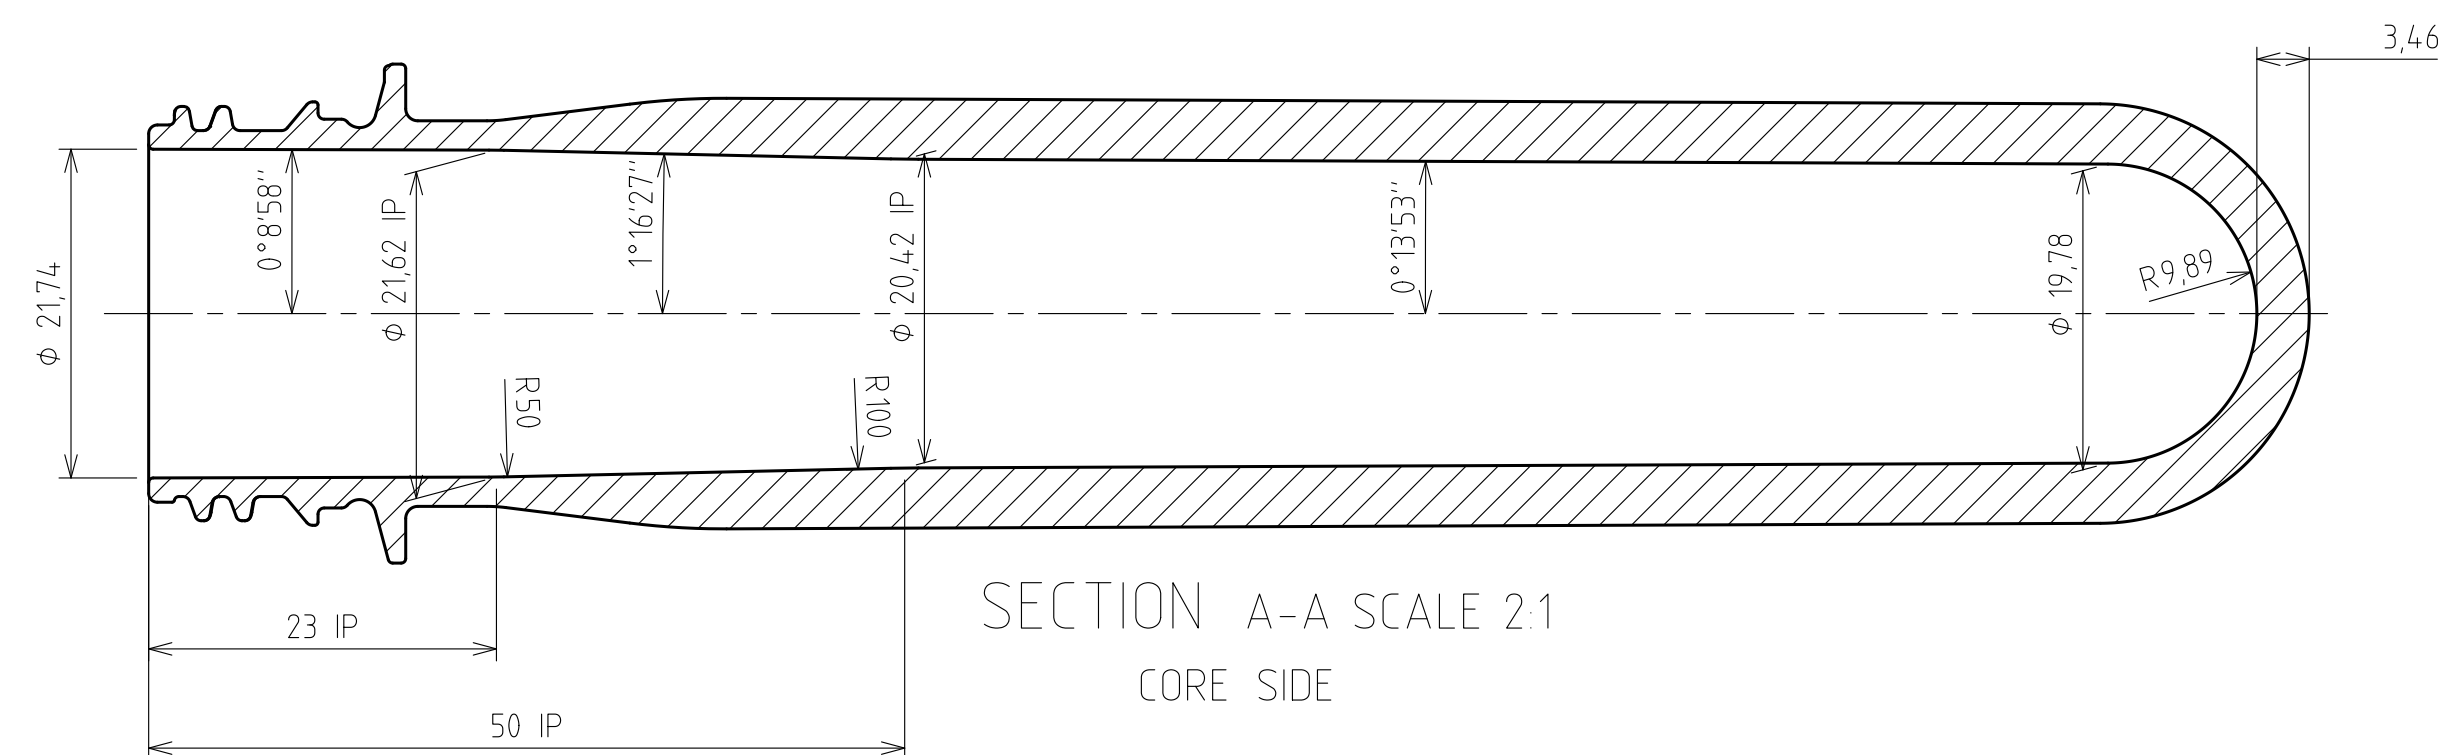 3,46
0°8'58''
ϕ 21,62 IP
1°16'27''
ϕ 20,42 IP
0°13'53''
ϕ 19,78
R9,89
ϕ 21,74
R50
R100
23 IP
50 IP
SECTION A-A SCALE 2:1
CORE SIDE